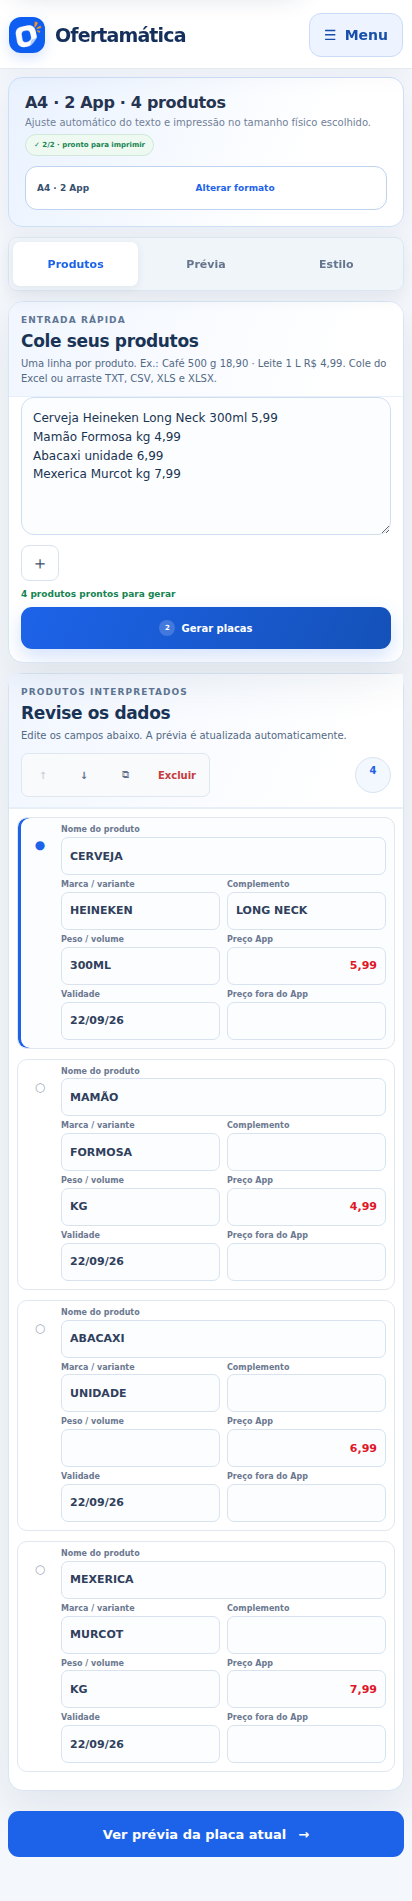 Ofertamática
☰ Menu
A4 · 2 App · 4 produtos
Ajuste automático do texto e impressão no tamanho físico escolhido.
✓ 2/2 · pronto para imprimir
A4 · 2 App
Alterar formato
Produtos
Prévia
Estilo
ENTRADA RÁPIDA
Cole seus produtos
Uma linha por produto. Ex.: Café 500 g 18,90 · Leite 1 L R$ 4,99. Cole do
Excel ou arraste TXT, CSV, XLS e XLSX.
Cerveja Heineken Long Neck 300ml 5,99
Mamão Formosa kg 4,99
Abacaxi unidade 6,99
Mexerica Murcot kg 7,99
+
4 produtos prontos para gerar
2 Gerar placas
PRODUTOS INTERPRETADOS
Revise os dados
Edite os campos abaixo. A prévia é atualizada automaticamente.
↑ ↓ ⧉ Excluir
4
Nome do produto
CERVEJA
Marca / variante Complemento
HEINEKEN LONG NECK
Peso / volume Preço App
300ML 5,99
Validade Preço fora do App
22/09/26
Nome do produto
MAMÃO
Marca / variante Complemento
FORMOSA
Peso / volume Preço App
KG 4,99
Validade Preço fora do App
22/09/26
Nome do produto
ABACAXI
Marca / variante Complemento
UNIDADE
Peso / volume Preço App
6,99
Validade Preço fora do App
22/09/26
Nome do produto
MEXERICA
Marca / variante Complemento
MURCOT
Peso / volume Preço App
KG 7,99
Validade Preço fora do App
22/09/26
Ver prévia da placa atual →